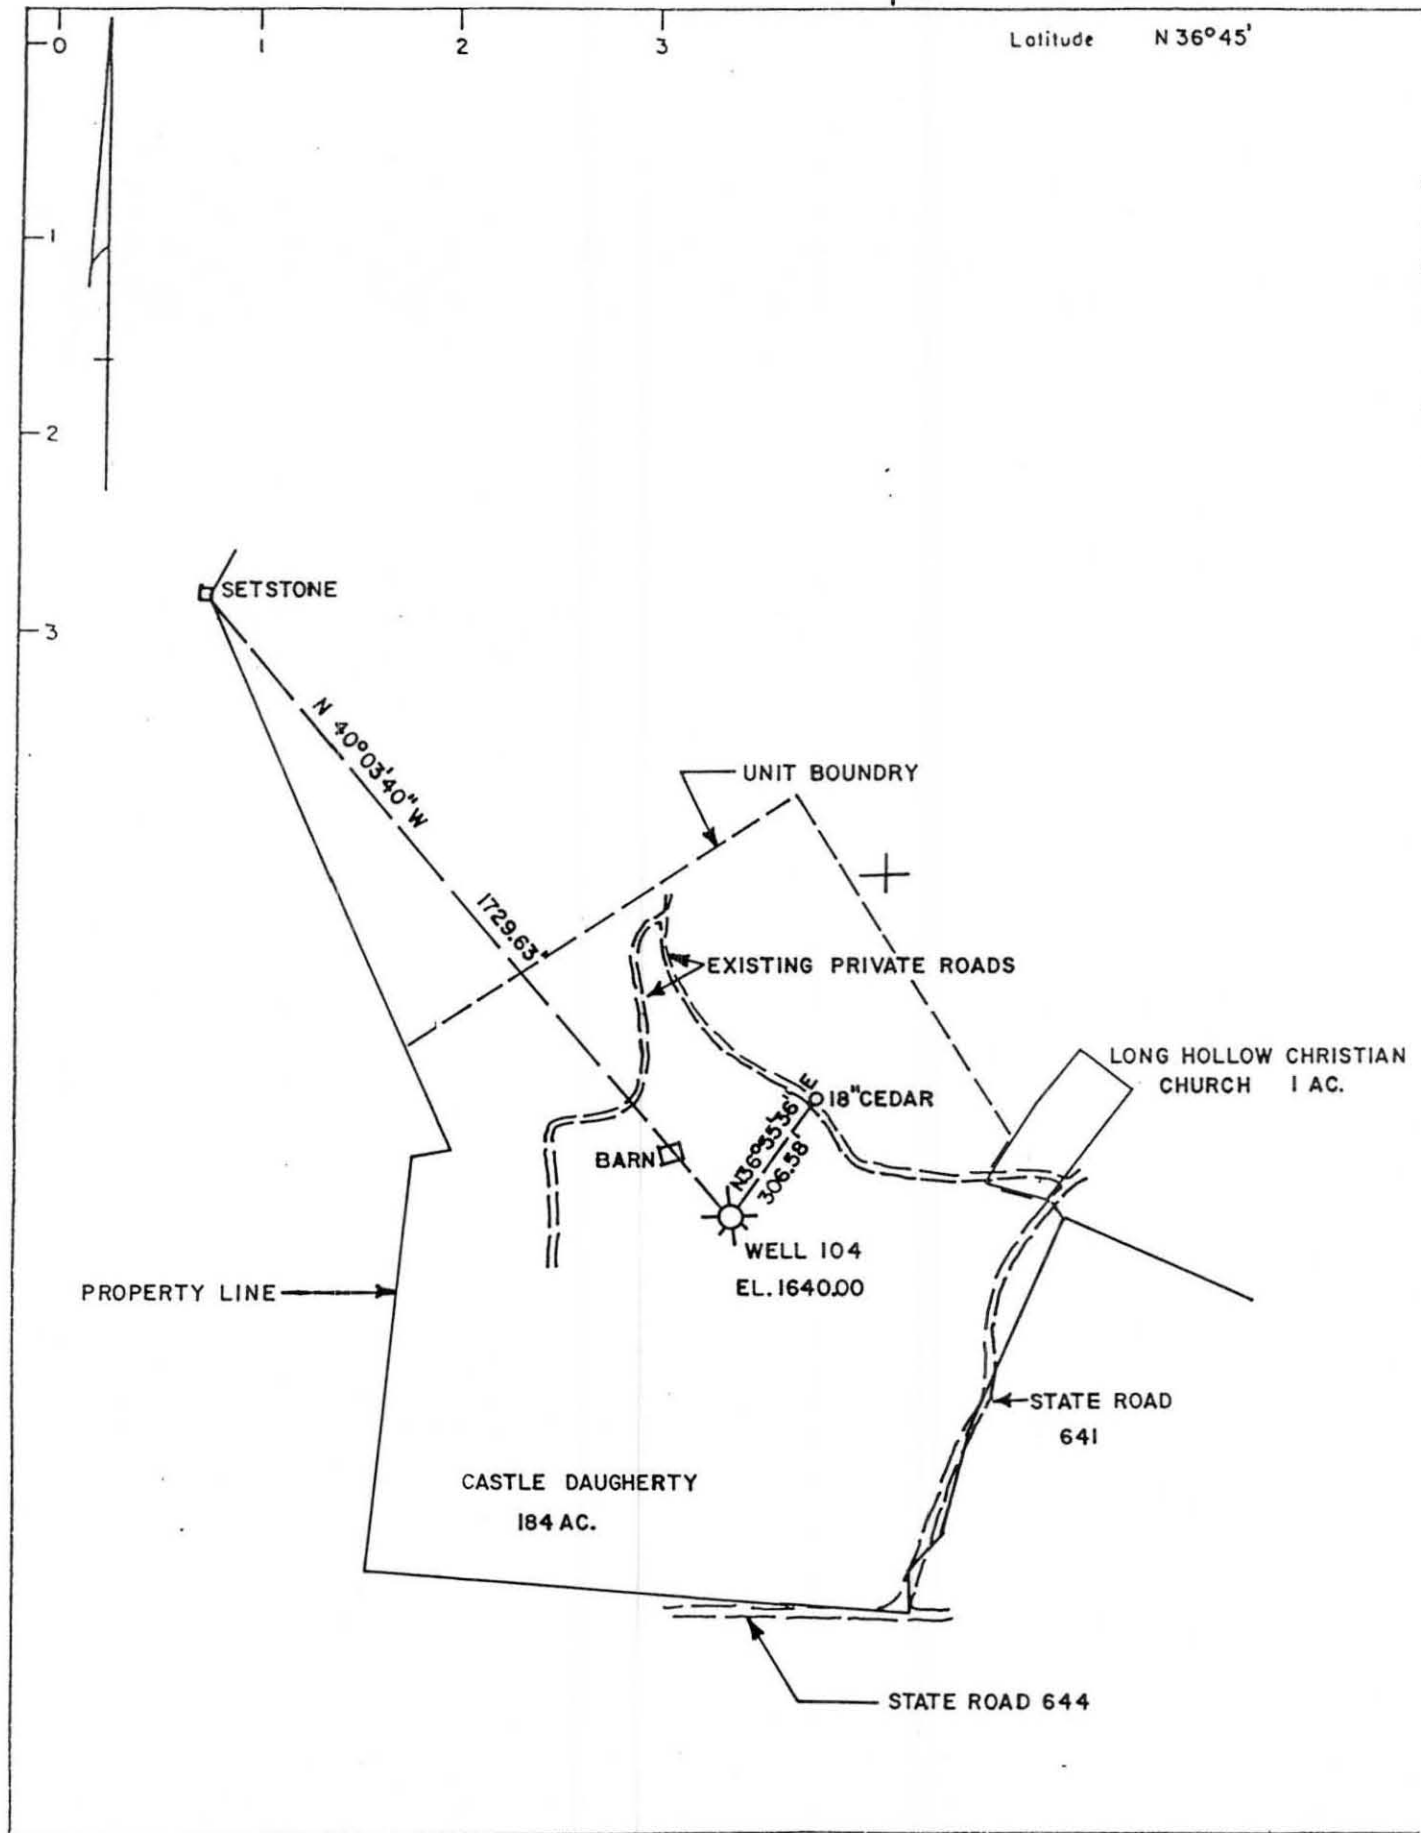 0
1
2
3
Latitude N 36°45'
1
2
3
SETSTONE
N 40°03'40" W
1729.63'
UNIT BOUNDRY
EXISTING PRIVATE ROADS
LONG HOLLOW CHRISTIAN
CHURCH 1 AC.
18" CEDAR
N36°35'36" E
306.58'
BARN
WELL 104
EL. 1640.00
PROPERTY LINE
STATE ROAD
641
CASTLE DAUGHERTY
184 AC.
STATE ROAD 644